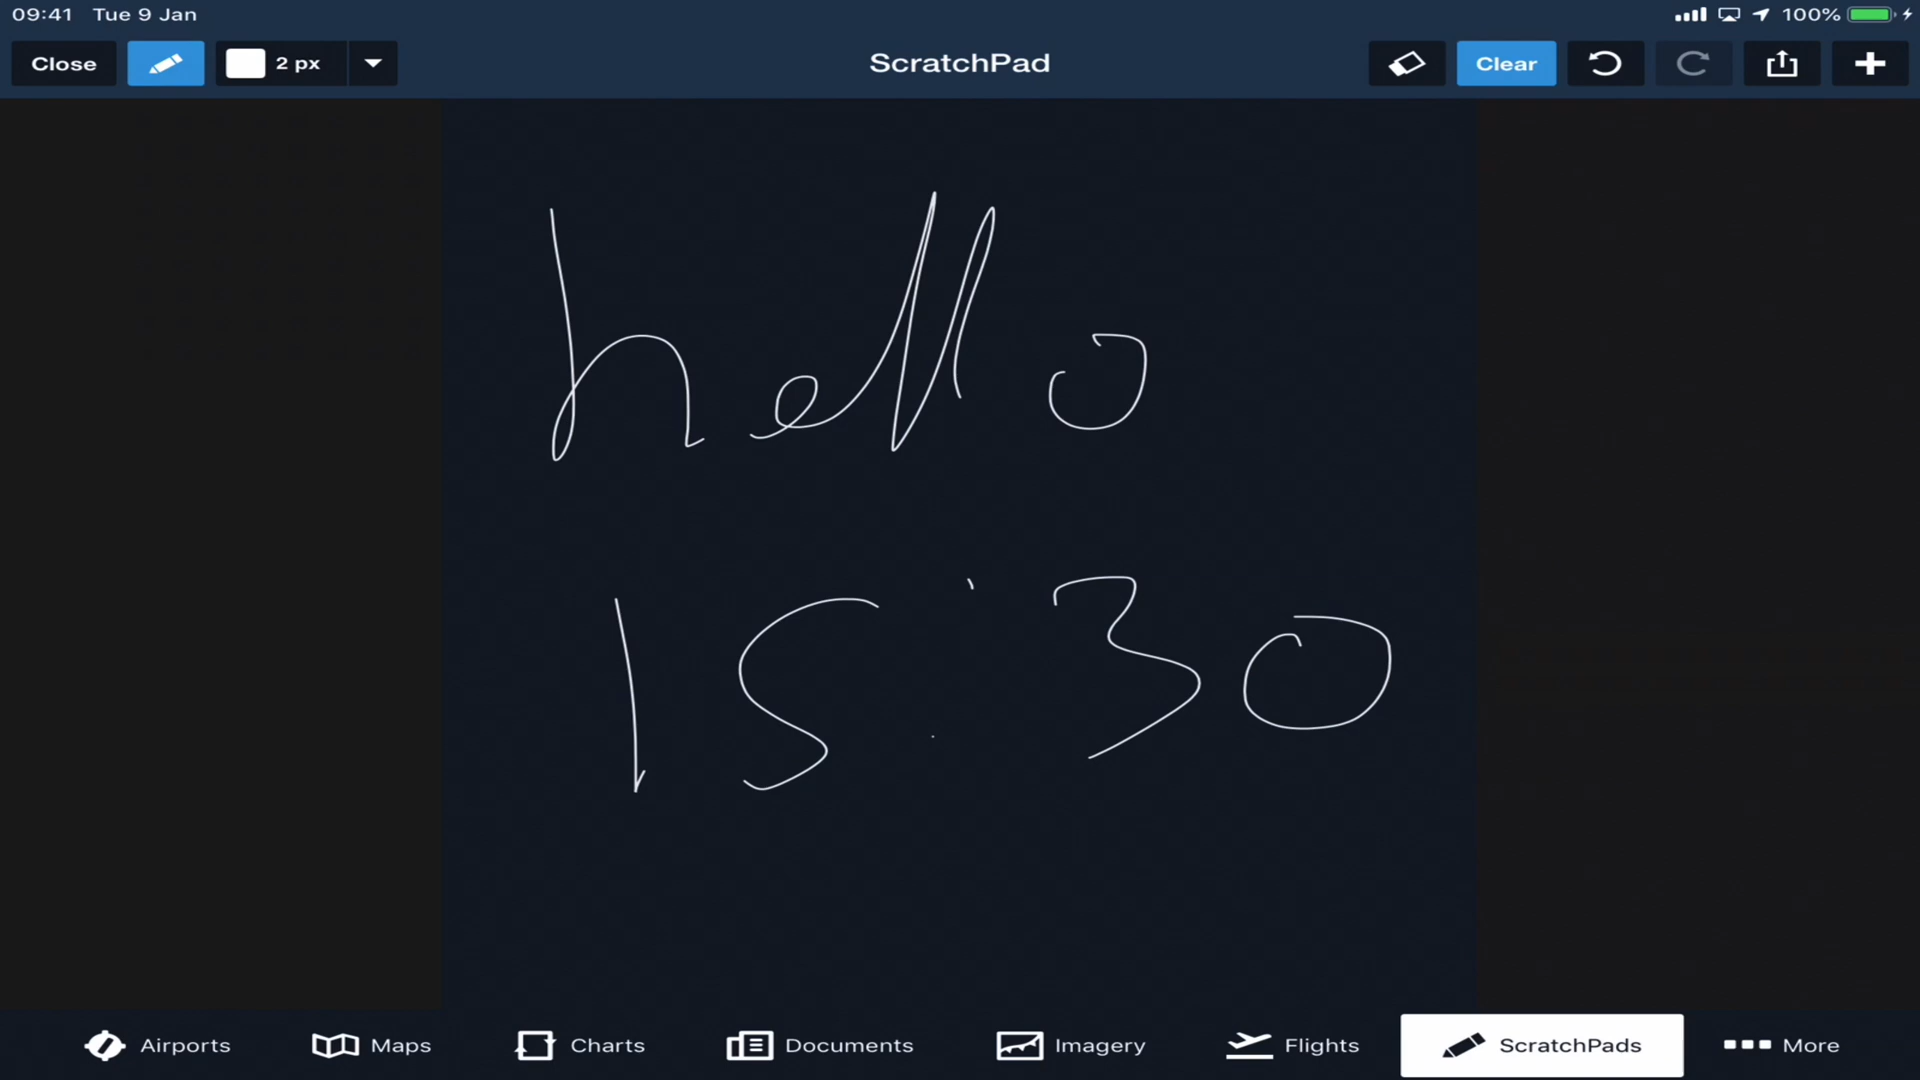 09:41 Tue 9 Jan 100%
Close 2 px ScratchPad Clear
hello
15:30
Airports Maps Charts Documents Imagery Flights ScratchPads More